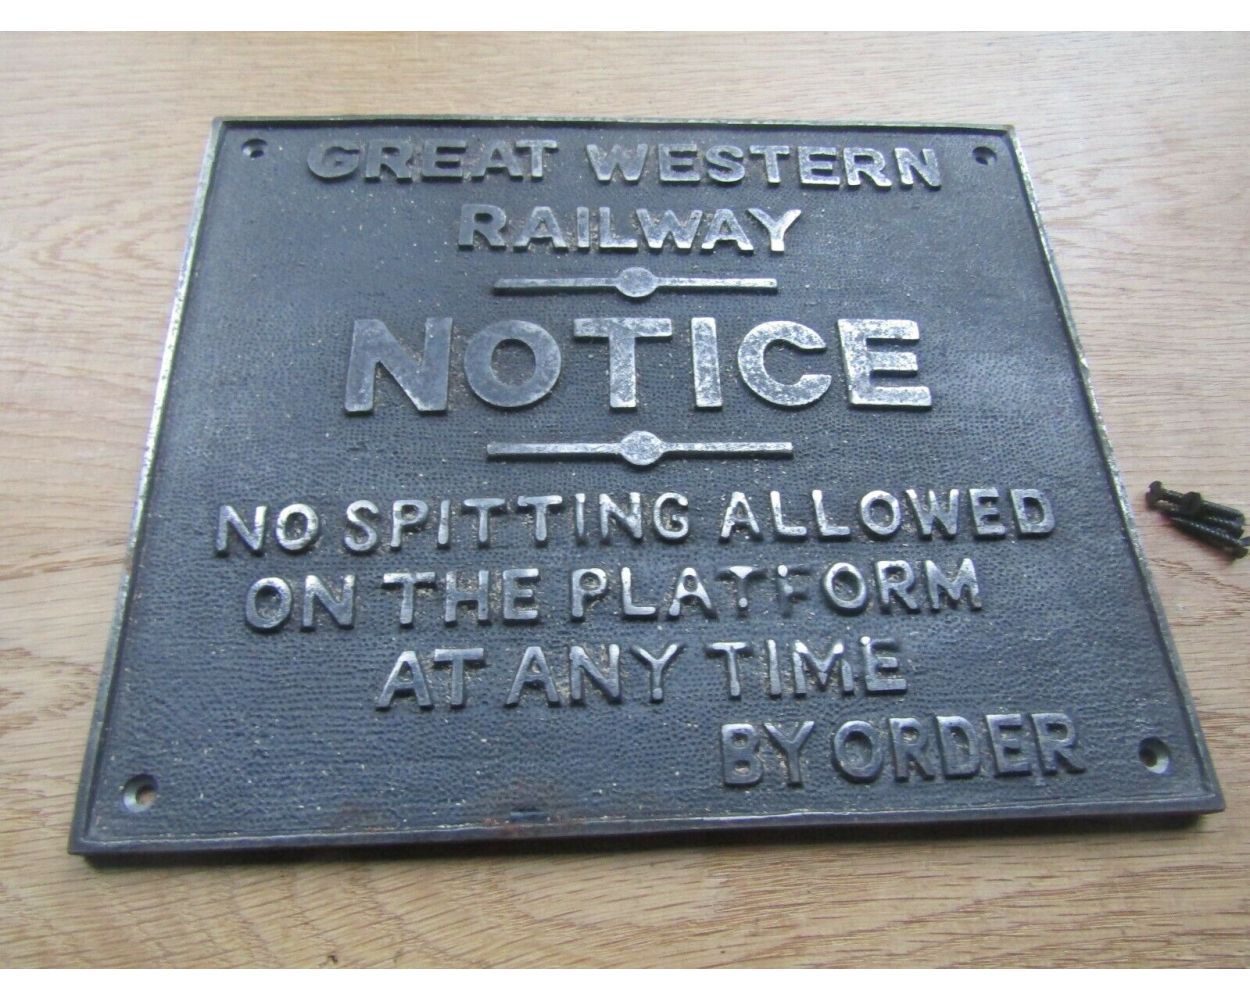 GREAT WESTERN
RAILWAY
NOTICE
NO SPITTING ALLOWED
ON THE PLATFORM
AT ANY TIME
BY ORDER